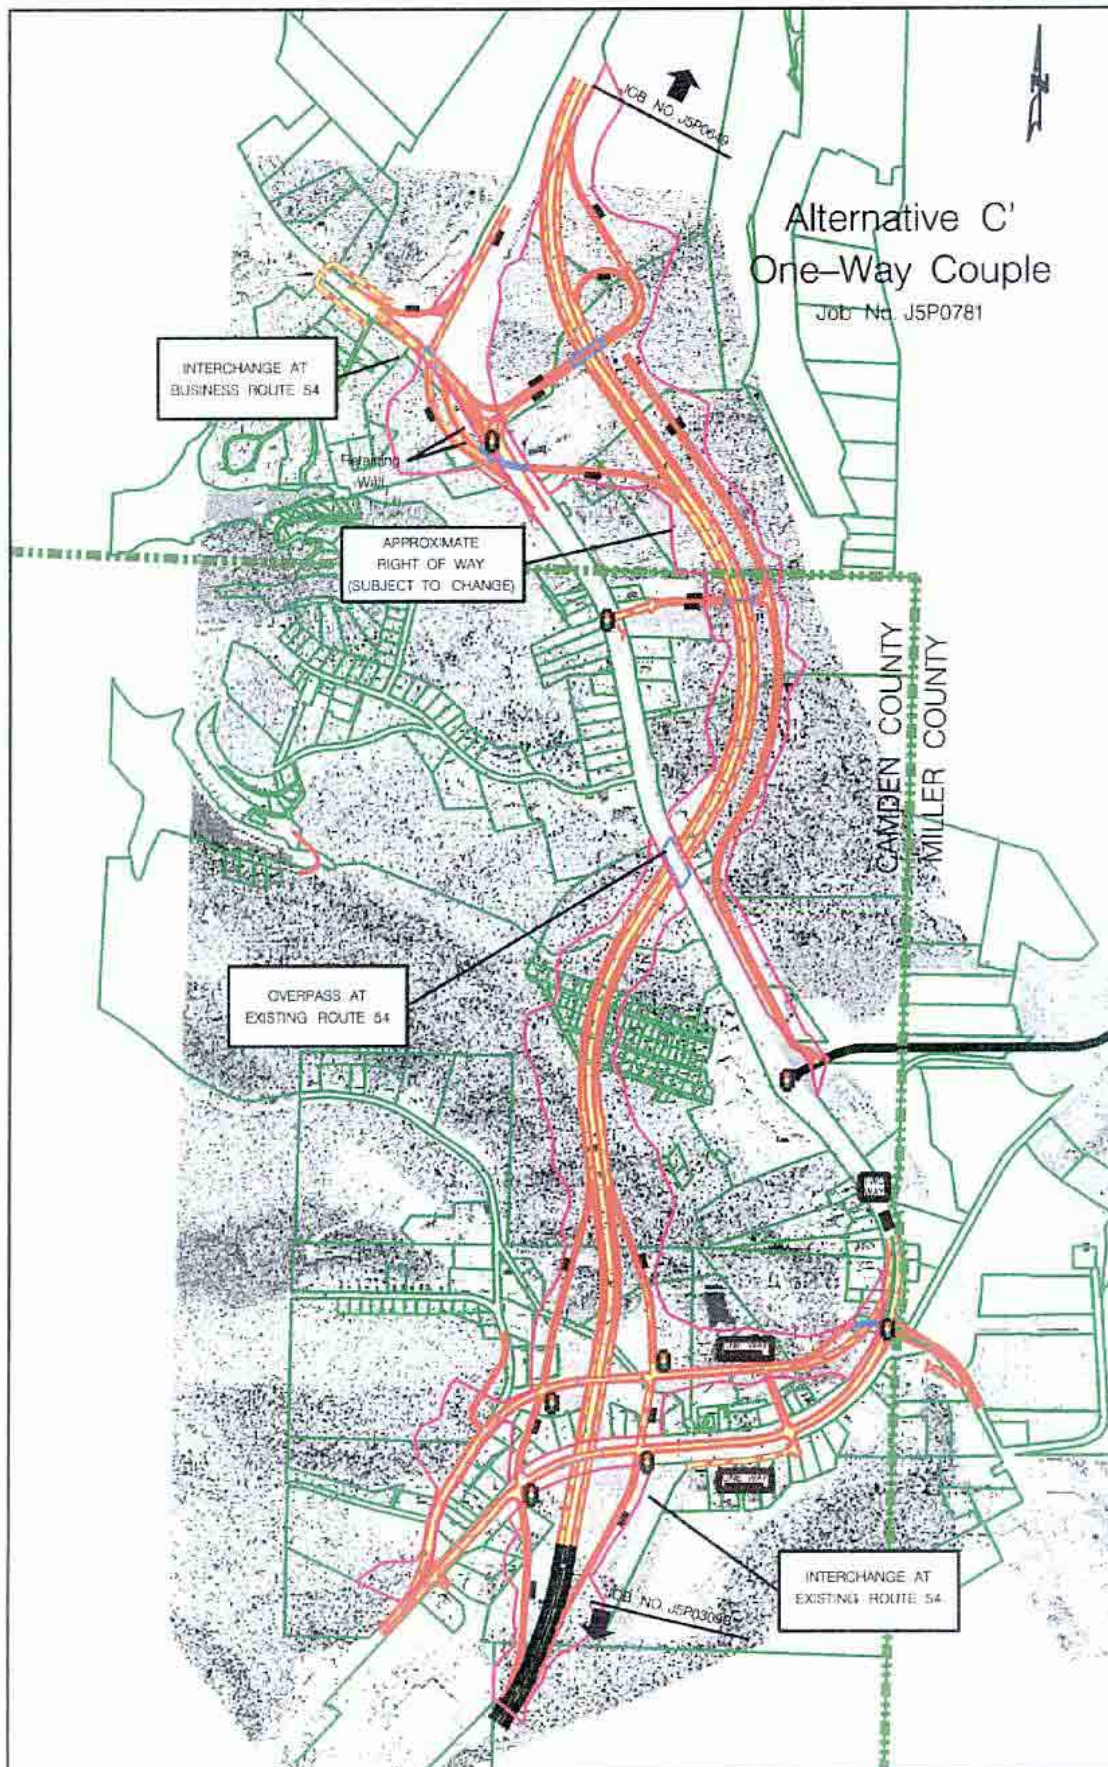 JOB NO. J5P0649
Alternative C'
One-Way Couple
Job No. J5P0781
INTERCHANGE AT
BUSINESS ROUTE 54
Retaining
Wall
APPROXIMATE
RIGHT OF WAY
(SUBJECT TO CHANGE)
CAMDEN COUNTY
MILLER COUNTY
OVERPASS AT
EXISTING ROUTE 54
ONE WAY
ONE WAY
INTERCHANGE AT
EXISTING ROUTE 54
JOB NO. J5P0309B